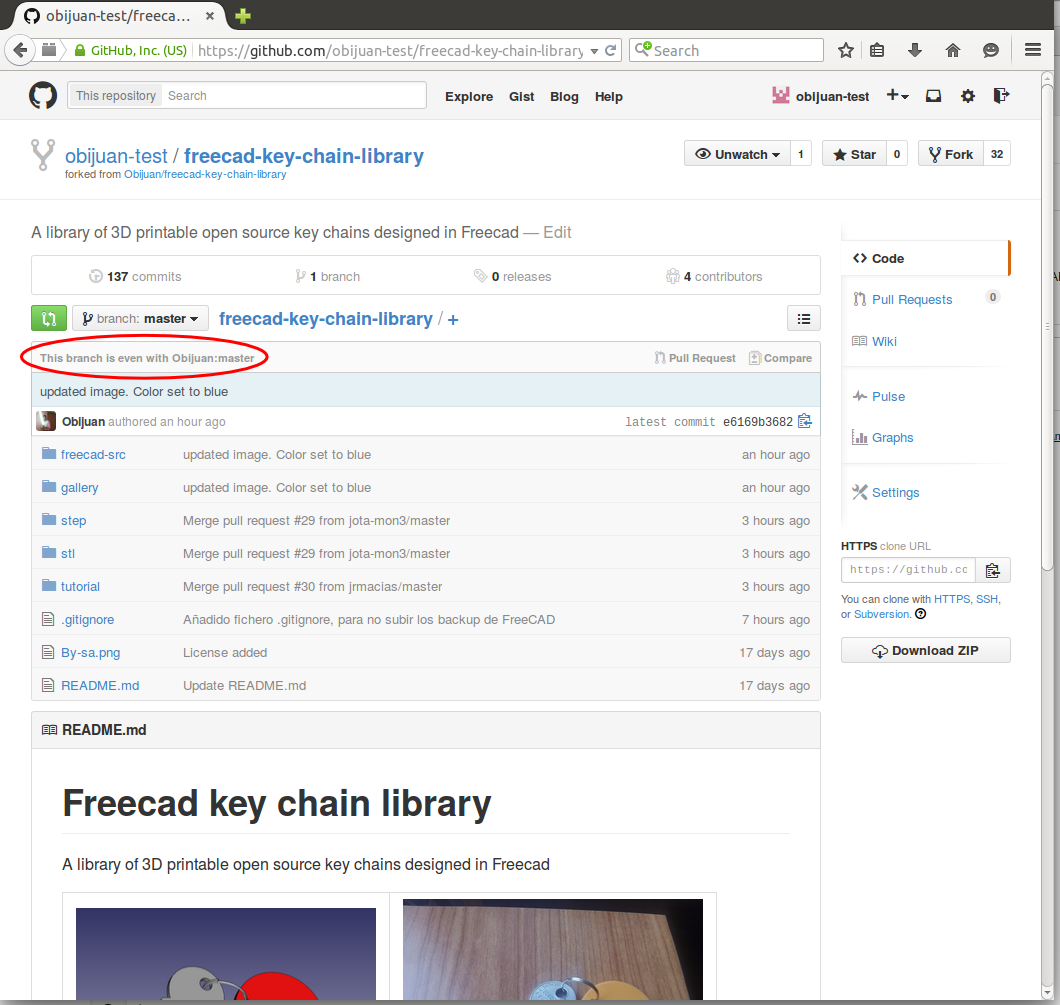 obijuan-test/freeca... ×
GitHub, Inc. (US) https://github.com/obijuan-test/freecad-key-chain-library Search
This repository Search Explore Gist Blog Help obijuan-test
obijuan-test / freecad-key-chain-library Unwatch 1 Star 0 Fork 32
forked from Obijuan/freecad-key-chain-library
A library of 3D printable open source key chains designed in Freecad — Edit
137 commits 1 branch 0 releases 4 contributors
branch: master freecad-key-chain-library / +
This branch is even with Obijuan:master Pull Request Compare
updated image. Color set to blue
Obijuan authored an hour ago latest commit e6169b3682
freecad-src updated image. Color set to blue an hour ago
gallery updated image. Color set to blue an hour ago
step Merge pull request #29 from jota-mon3/master 3 hours ago
stl Merge pull request #29 from jota-mon3/master 3 hours ago
tutorial Merge pull request #30 from jrmacias/master 3 hours ago
.gitignore Añadido fichero .gitignore, para no subir los backup de FreeCAD 7 hours ago
By-sa.png License added 17 days ago
README.md Update README.md 17 days ago
Code
Pull Requests 0
Wiki
Pulse
Graphs
Settings
HTTPS clone URL
https://github.cc
You can clone with HTTPS, SSH,
or Subversion.
Download ZIP
README.md
Freecad key chain library
A library of 3D printable open source key chains designed in Freecad